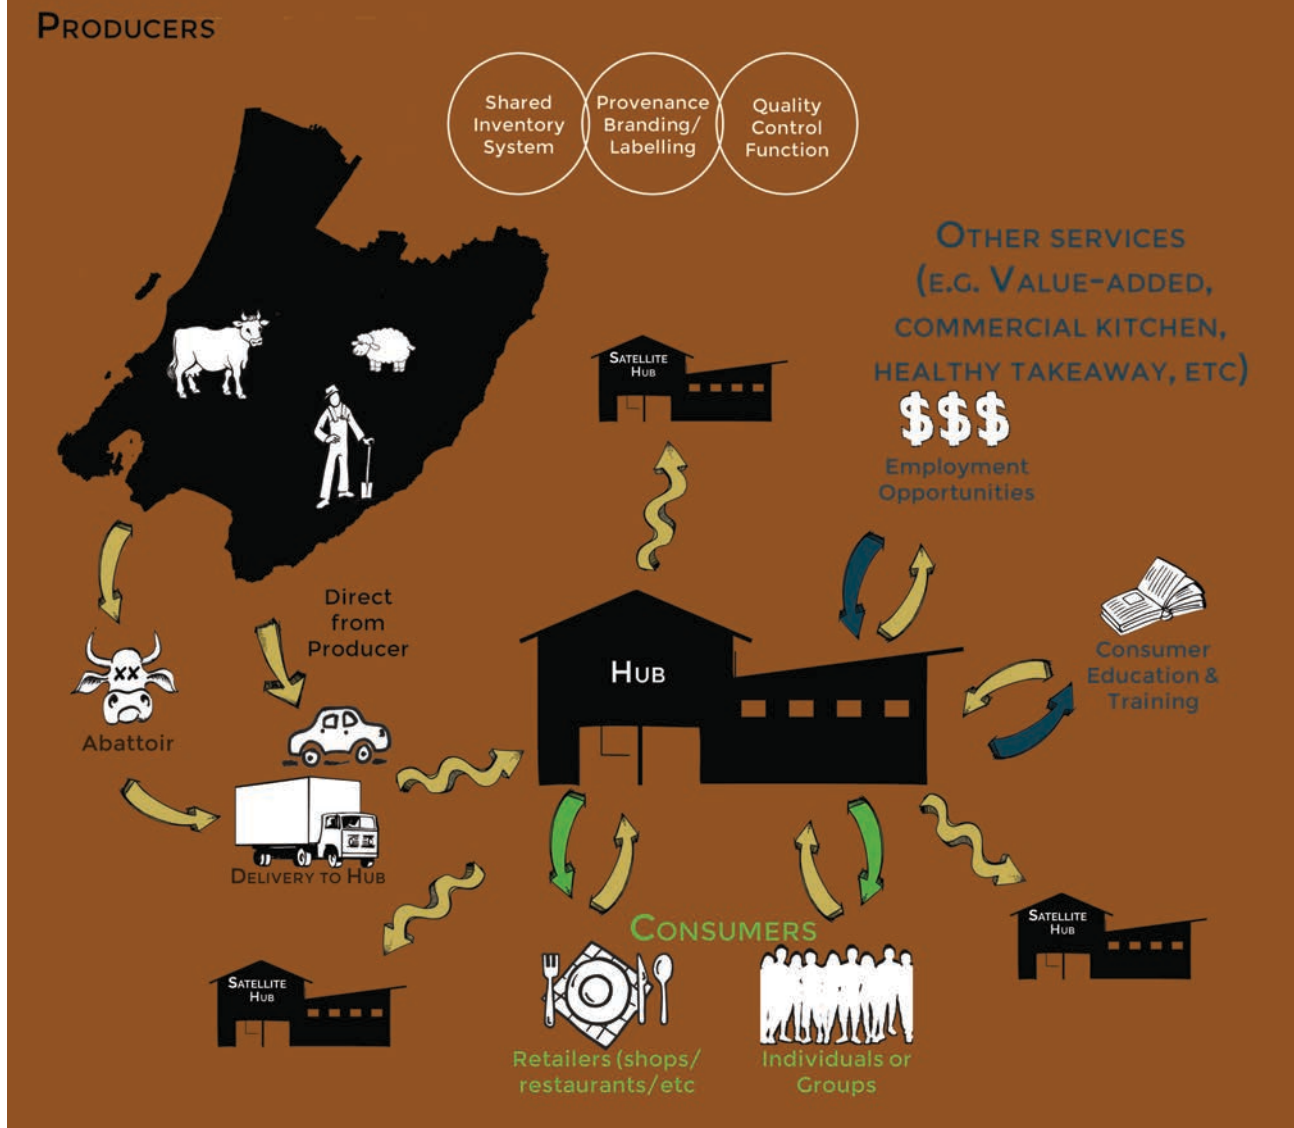 PRODUCERS
Shared
Inventory
System
Provenance
Branding/
Labelling
Quality
Control
Function
OTHER SERVICES
(E.G. VALUE-ADDED,
COMMERCIAL KITCHEN,
HEALTHY TAKEAWAY, ETC)
$$$
Employment
Opportunities
SATELLITE
HUB
Direct
from
Producer
HUB
Consumer
Education &
Training
XX
Abattoir
DELIVERY TO HUB
CONSUMERS
SATELLITE
HUB
SATELLITE
HUB
Retailers (shops/
restaurants/etc
Individuals or
Groups